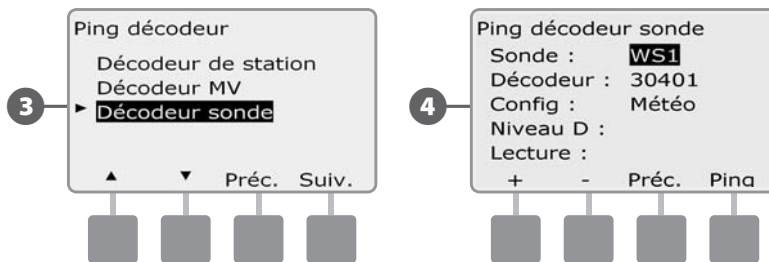 Ping décodeur
Décodeur de station
Décodeur MV
► Décodeur sonde
▲ ▼ Préc. Suiv.
3
Ping décodeur sonde
Sonde : WS1
Décodeur : 30401
Config : Météo
Niveau D :
Lecture :
+ - Préc. Ping
4